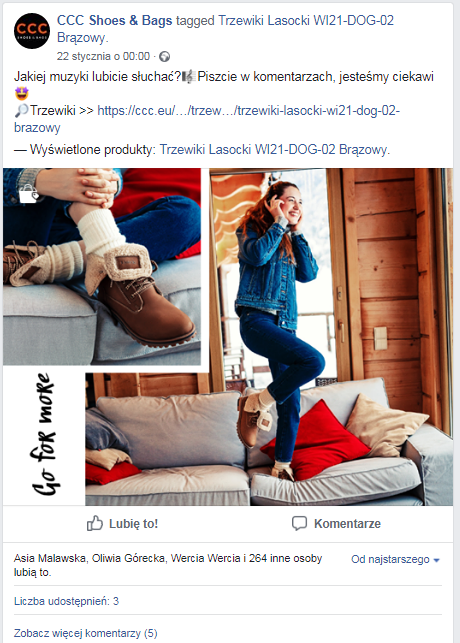 CCC
SHOES & BAGS
CCC Shoes & Bags tagged Trzewiki Lasocki WI21-DOG-02
Brązowy.
22 stycznia o 00:00 ·
Jakiej muzyki lubicie słuchać?🎼Piszcie w komentarzach, jesteśmy ciekawi
🤩
🔎Trzewiki >> https://ccc.eu/…/trzew…/trzewiki-lasocki-wi21-dog-02-
brazowy
— Wyświetlone produkty: Trzewiki Lasocki WI21-DOG-02 Brązowy.
Go for more
Lubię to!
Komentarze
Asia Malawska, Oliwia Górecka, Wercia Wercia i 264 inne osoby
lubią to.
Od najstarszego
Liczba udostępnień: 3
Zobacz więcej komentarzy (5)